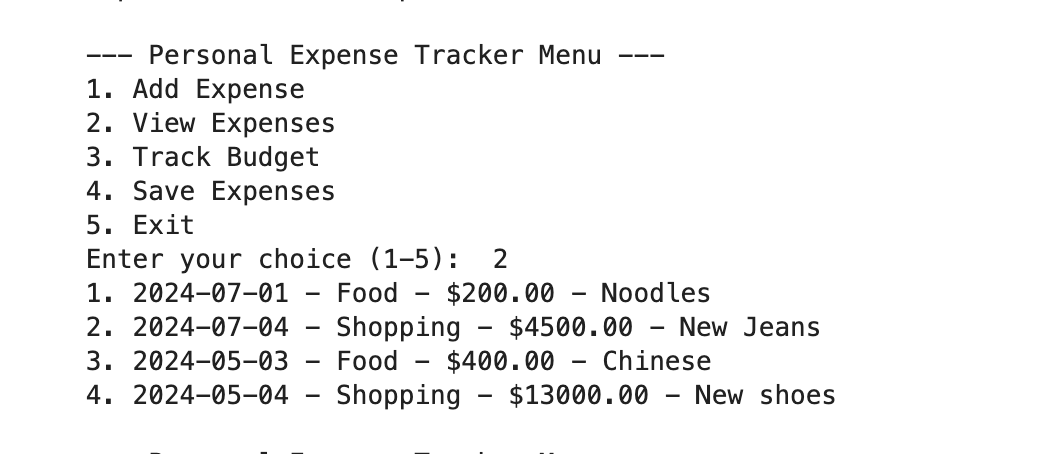 --- Personal Expense Tracker Menu ---
1. Add Expense
2. View Expenses
3. Track Budget
4. Save Expenses
5. Exit
Enter your choice (1-5):  2
1. 2024-07-01 - Food - $200.00 - Noodles
2. 2024-07-04 - Shopping - $4500.00 - New Jeans
3. 2024-05-03 - Food - $400.00 - Chinese
4. 2024-05-04 - Shopping - $13000.00 - New shoes